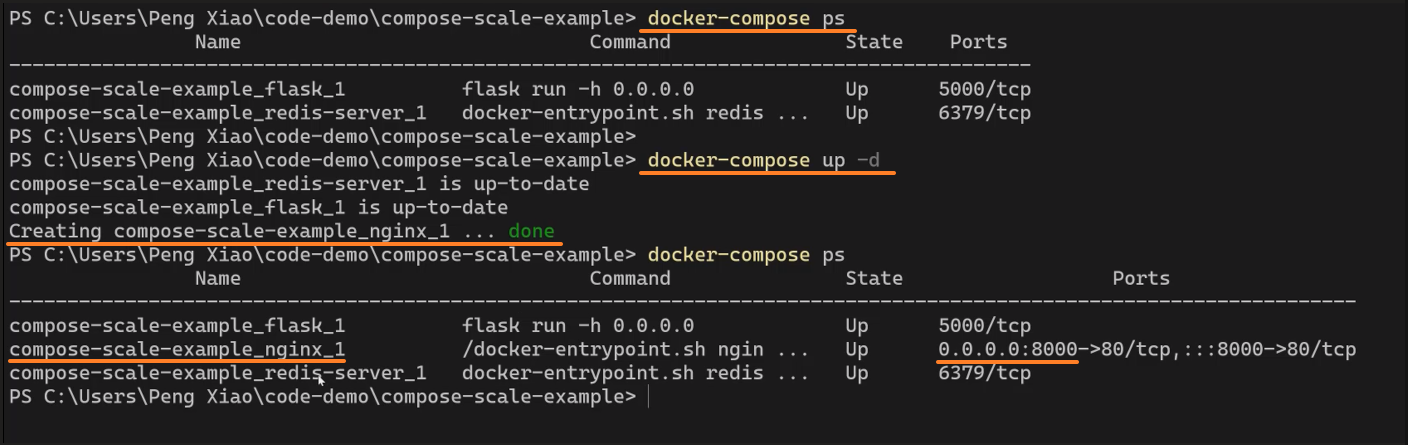 PS C:\Users\Peng Xiao\code-demo\compose-scale-example> docker-compose ps
Name Command State Ports
--------------------------------------------------------------------------------------
compose-scale-example_flask_1 flask run -h 0.0.0.0 Up 5000/tcp
compose-scale-example_redis-server_1 docker-entrypoint.sh redis ... Up 6379/tcp
PS C:\Users\Peng Xiao\code-demo\compose-scale-example>
PS C:\Users\Peng Xiao\code-demo\compose-scale-example> docker-compose up -d
compose-scale-example_redis-server_1 is up-to-date
compose-scale-example_flask_1 is up-to-date
Creating compose-scale-example_nginx_1 ... done
PS C:\Users\Peng Xiao\code-demo\compose-scale-example> docker-compose ps
Name Command State Ports
--------------------------------------------------------------------------------------------------------------------
compose-scale-example_flask_1 flask run -h 0.0.0.0 Up 5000/tcp
compose-scale-example_nginx_1 /docker-entrypoint.sh ngin ... Up 0.0.0.0:8000->80/tcp,:::8000->80/tcp
compose-scale-example_redis-server_1 docker-entrypoint.sh redis ... Up 6379/tcp
PS C:\Users\Peng Xiao\code-demo\compose-scale-example>